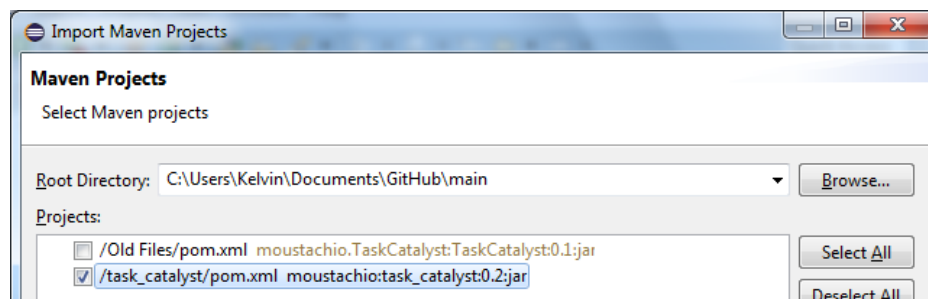 Import Maven Projects
Maven Projects
Select Maven projects
Root Directory: C:\Users\Kelvin\Documents\GitHub\main Browse...
Projects:
/Old Files/pom.xml moustachio.TaskCatalyst:TaskCatalyst:0.1:jar Select All
/task_catalyst/pom.xml moustachio:task_catalyst:0.2:jar
Deselect All